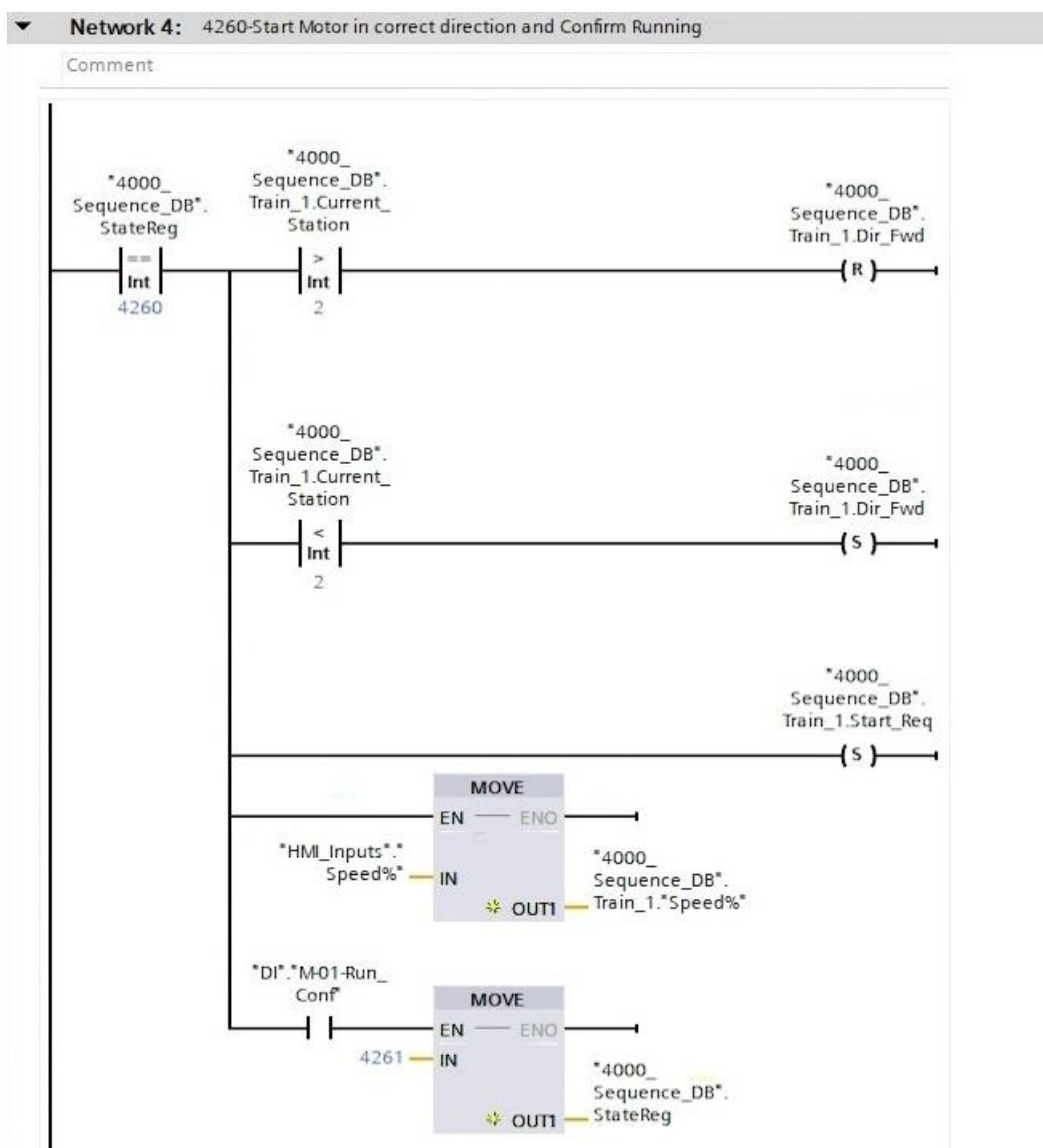 Network 4: 4260-Start Motor in correct direction and Confirm Running
Comment
"4000_
Sequence_DB".
StateReg
==
Int
4260
"4000_
Sequence_DB".
Train_1.Current_
Station
>
Int
2
"4000_
Sequence_DB".
Train_1.Dir_Fwd
R
"4000_
Sequence_DB".
Train_1.Current_
Station
<
Int
2
"4000_
Sequence_DB".
Train_1.Dir_Fwd
S
"4000_
Sequence_DB".
Train_1.Start_Req
S
MOVE
EN ENO
"HMI_Inputs"."
Speed%"
IN
OUT1
"4000_
Sequence_DB".
Train_1."Speed%"
"DI"."M-01-Run_
Conf"
MOVE
EN ENO
4261
IN
OUT1
"4000_
Sequence_DB".
StateReg